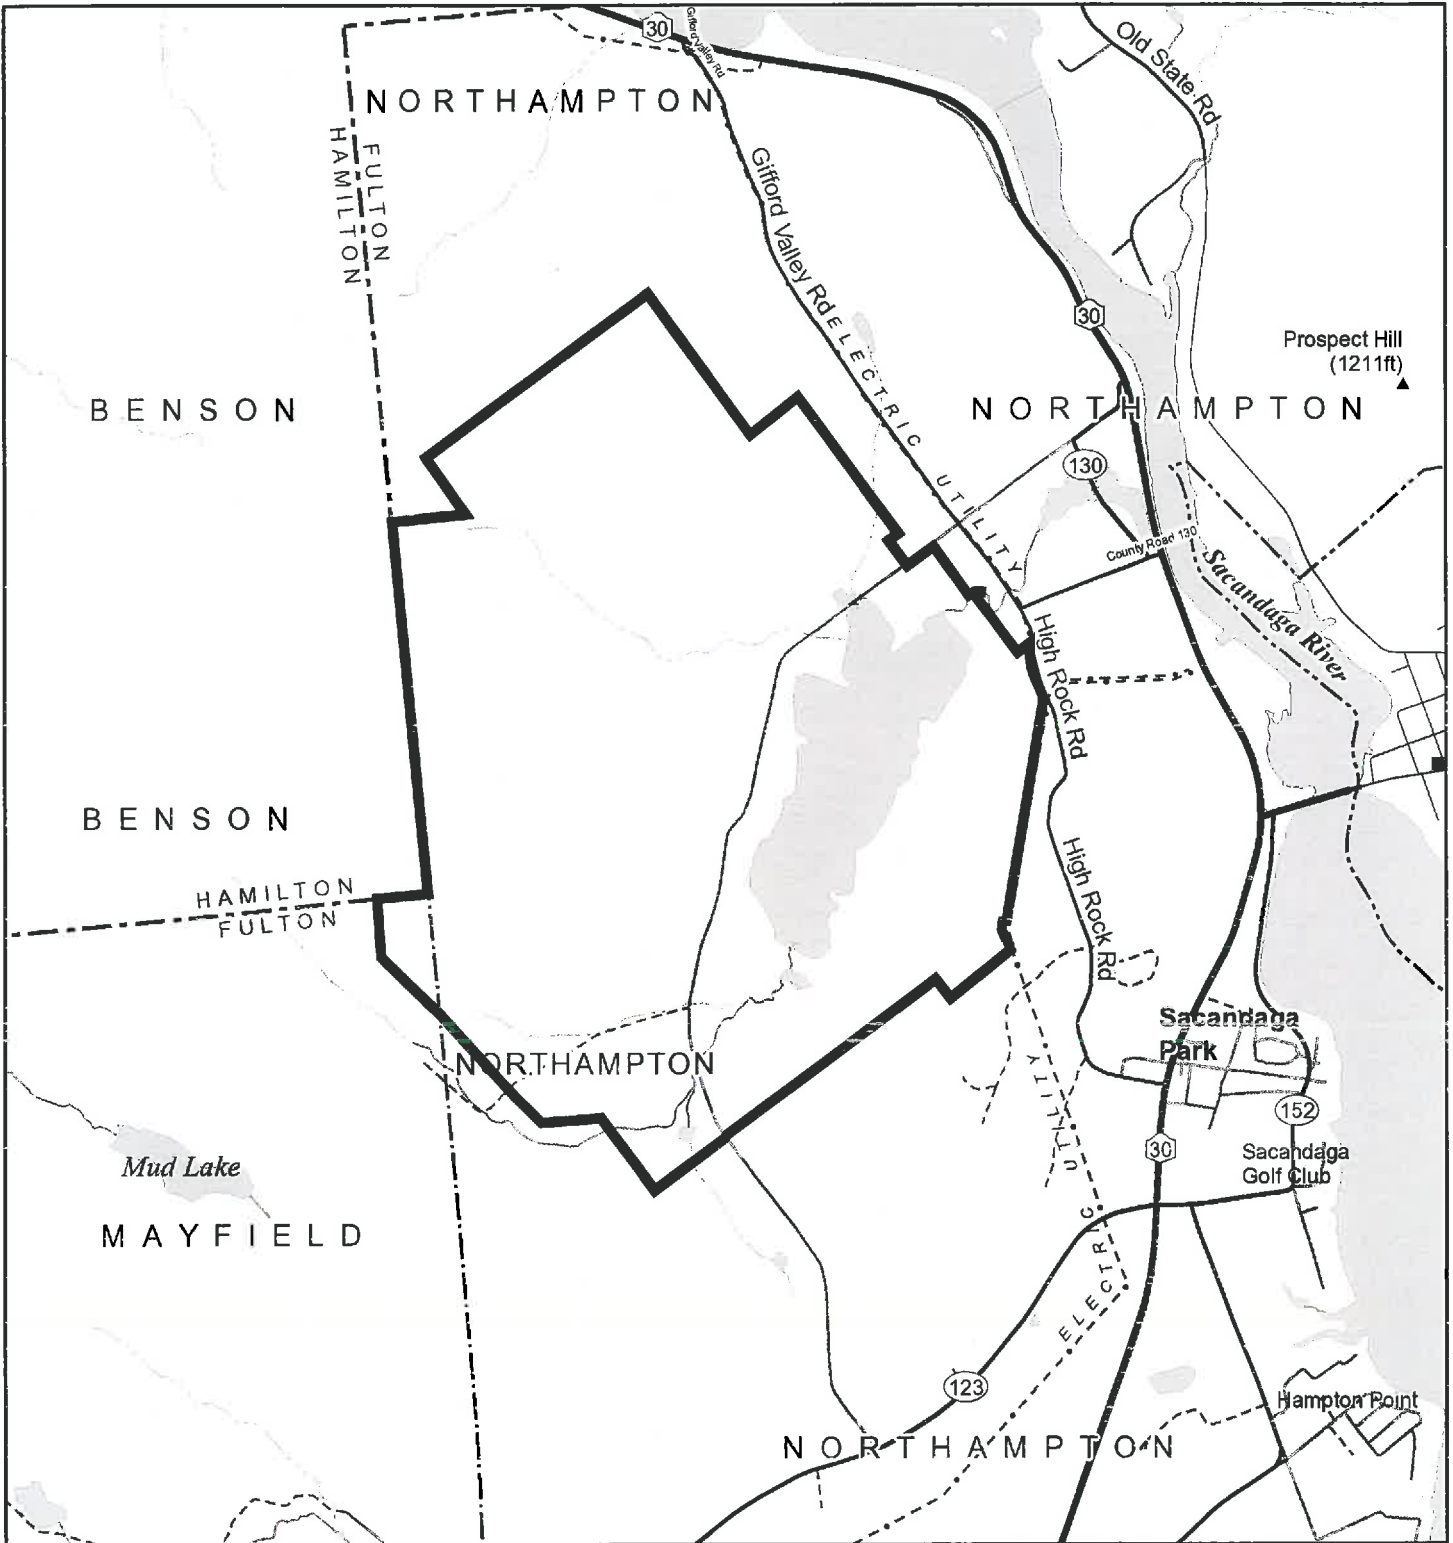 30
Gifford Valley Rd
Old State Rd
NORTHAMPTON
HAMILTON
FULTON
Gifford Valley Rd
ELECTRIC UTILITY
30
Prospect Hill
(1211ft)
BENSON
NORTHAMPTON
130
County Road 130
Sacandaga River
High Rock Rd
BENSON
High Rock Rd
HAMILTON
FULTON
Sacandaga
Park
NORTHAMPTON
UTILITY
152
30
Mud Lake
Sacandaga
Golf Club
MAYFIELD
ELECTRIC
123
Hampton Point
NORTHAMPTON